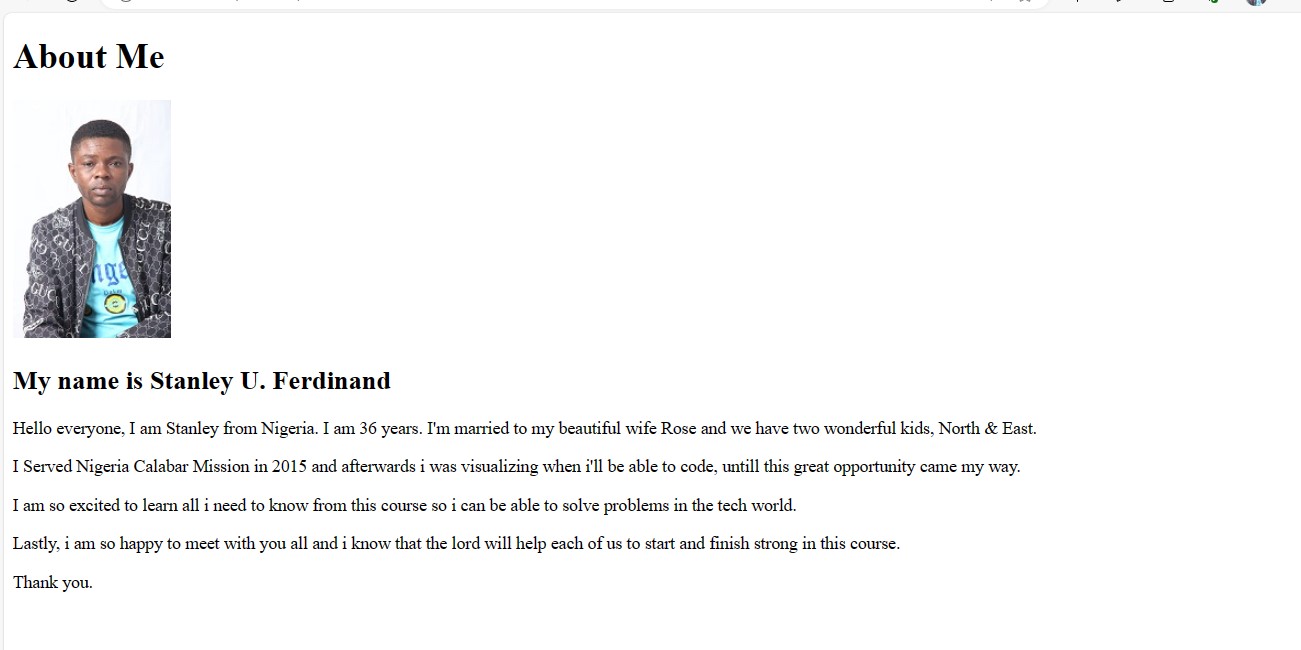 About Me
GUCCI
nge
GUCCI
GUC
My name is Stanley U. Ferdinand
Hello everyone, I am Stanley from Nigeria. I am 36 years. I'm married to my beautiful wife Rose and we have two wonderful kids, North & East.
I Served Nigeria Calabar Mission in 2015 and afterwards i was visualizing when i'll be able to code, untill this great opportunity came my way.
I am so excited to learn all i need to know from this course so i can be able to solve problems in the tech world.
Lastly, i am so happy to meet with you all and i know that the lord will help each of us to start and finish strong in this course.
Thank you.